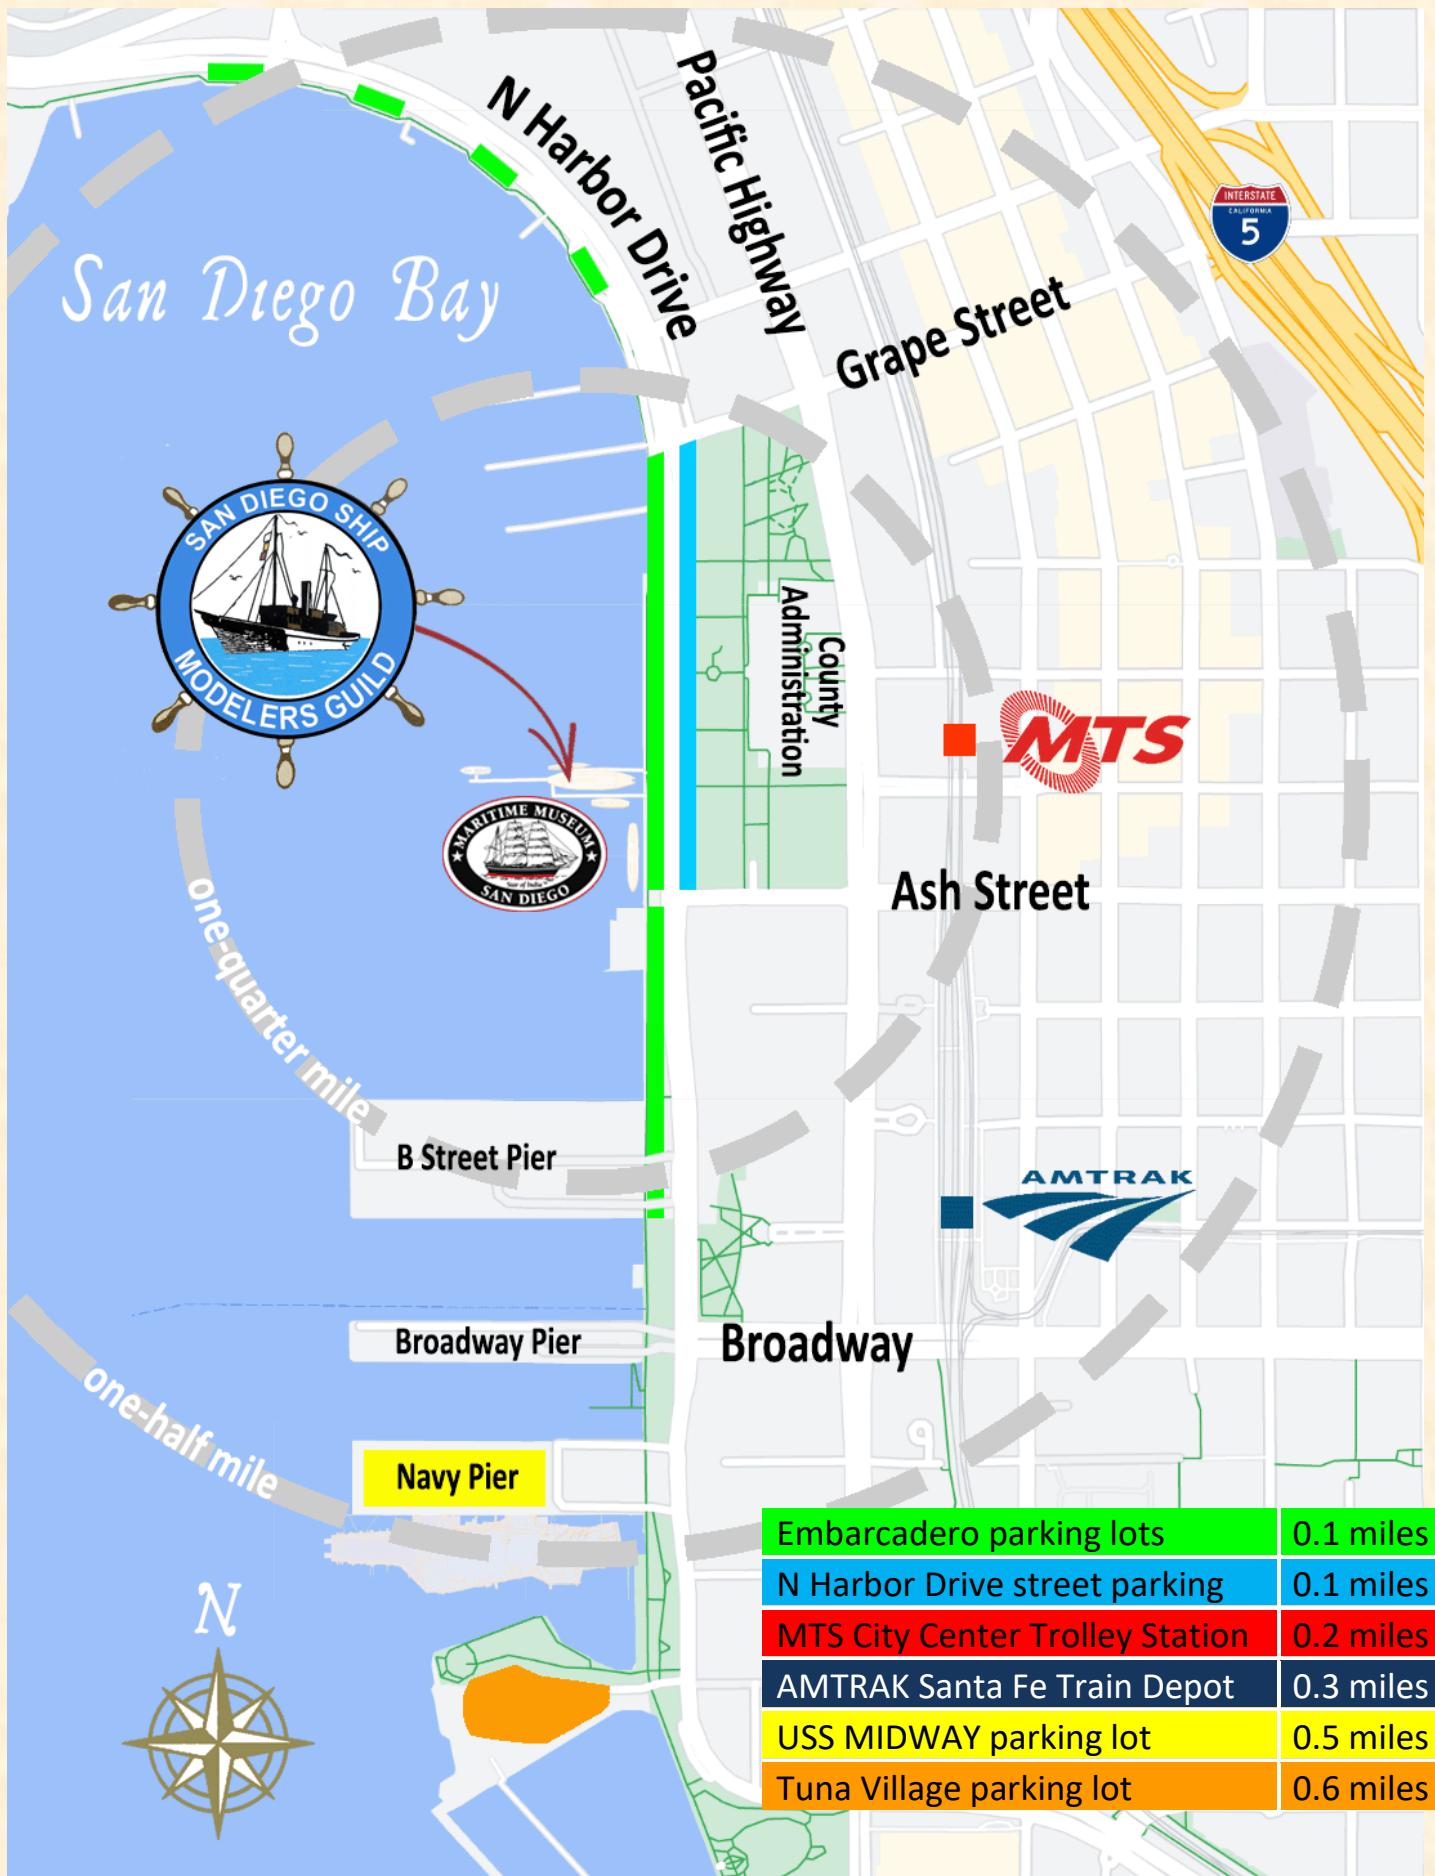 N Harbor Drive
Pacific Highway
INTERSTATE
CALIFORNIA
5
San Diego Bay
Grape Street
SAN DIEGO SHIP
MODELERS GUILD
County
Administration
MTS
MARITIME MUSEUM
Star of India
SAN DIEGO
Ash Street
one-quarter mile
B Street Pier
AMTRAK
Broadway Pier
Broadway
one-half mile
Navy Pier
Embarcadero parking lots 0.1 miles
N Harbor Drive street parking 0.1 miles
MTS City Center Trolley Station 0.2 miles
AMTRAK Santa Fe Train Depot 0.3 miles
USS MIDWAY parking lot 0.5 miles
Tuna Village parking lot 0.6 miles
N